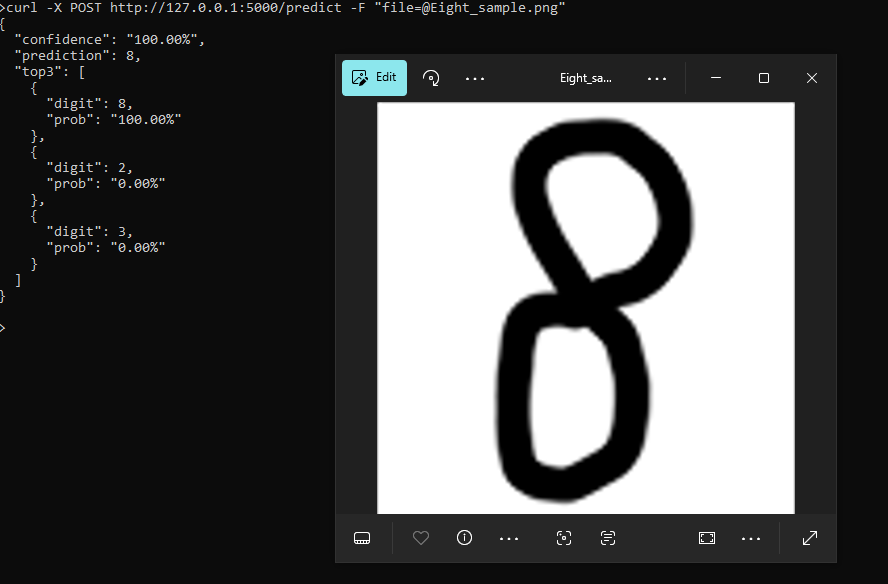 >curl -X POST http://127.0.0.1:5000/predict -F "file=@Eight_sample.png"
{
  "confidence": "100.00%",
  "prediction": 8,
  "top3": [
    {
      "digit": 8,
      "prob": "100.00%"
    },
    {
      "digit": 2,
      "prob": "0.00%"
    },
    {
      "digit": 3,
      "prob": "0.00%"
    }
  ]
}
>
Edit
Eight_sa...
8